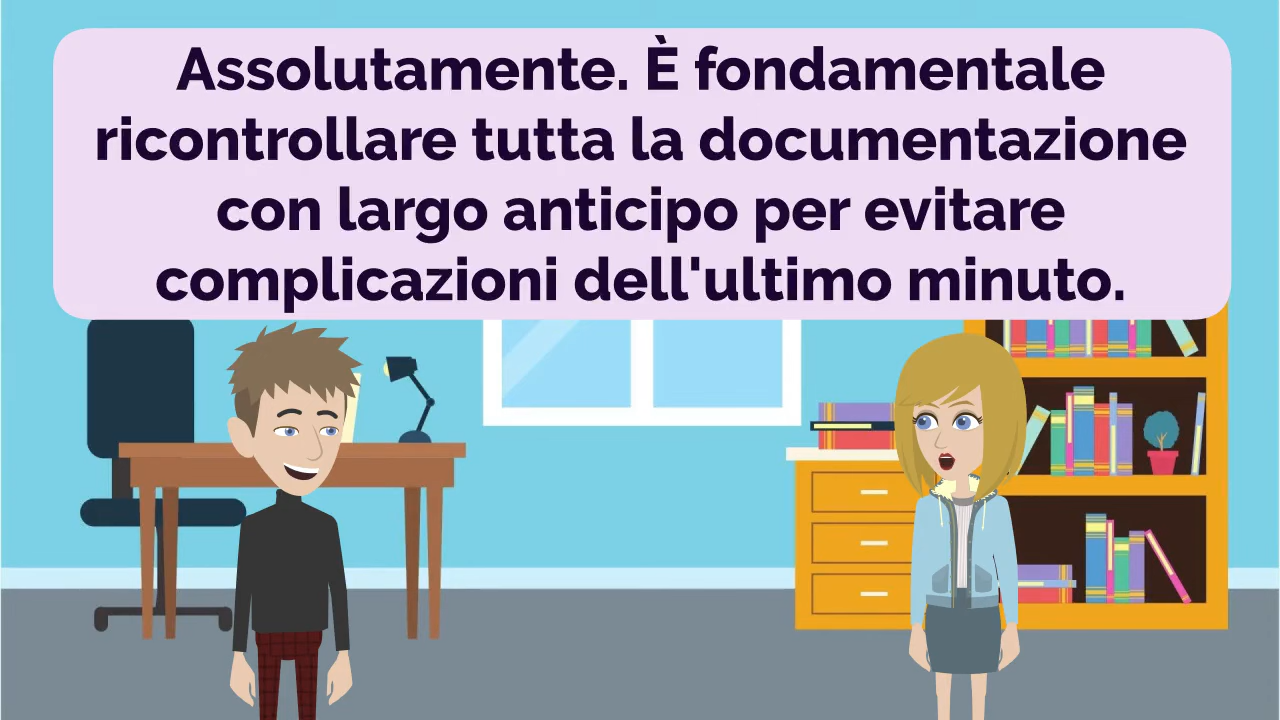 Assolutamente. È fondamentale
ricontrollare tutta la documentazione
con largo anticipo per evitare
complicazioni dell'ultimo minuto.